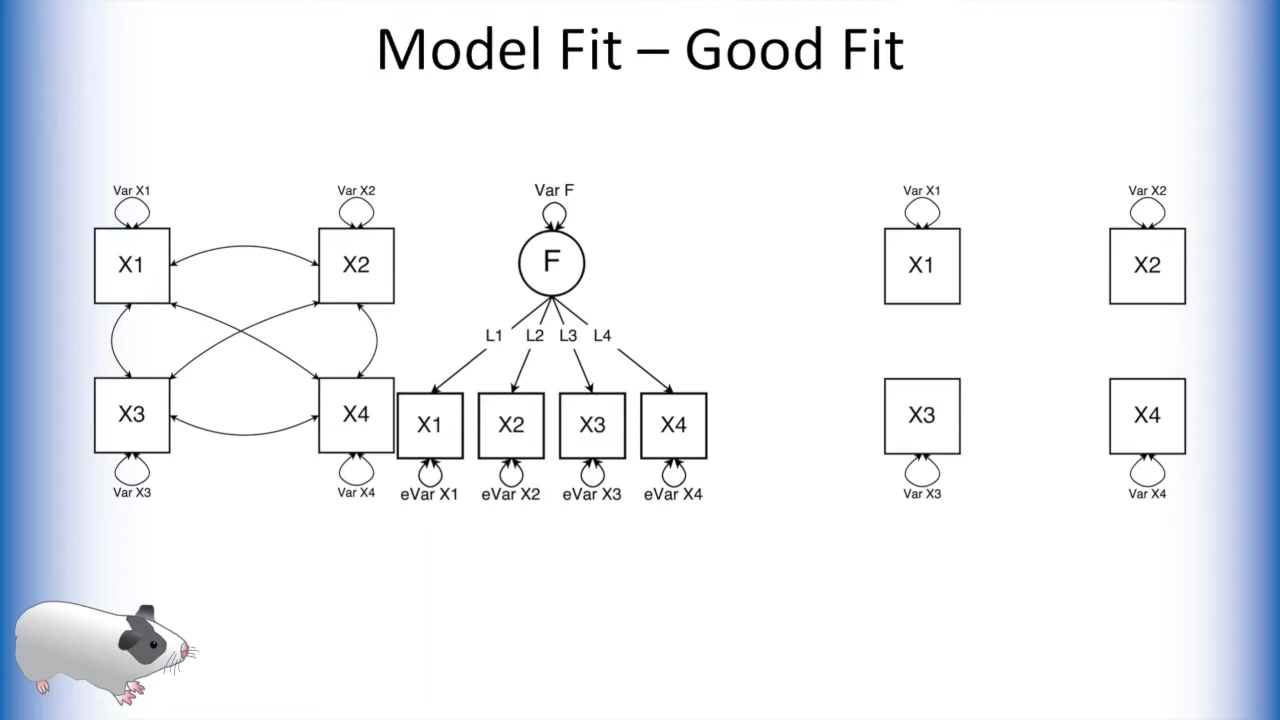 Model Fit – Good Fit
Var X1
Var X2
X1
X2
X3
X4
Var X3
Var X4
Var F
F
L1 L2 L3 L4
X1 X2 X3 X4
eVar X1 eVar X2 eVar X3 eVar X4
Var X1
Var X2
X1
X2
X3
X4
Var X3
Var X4